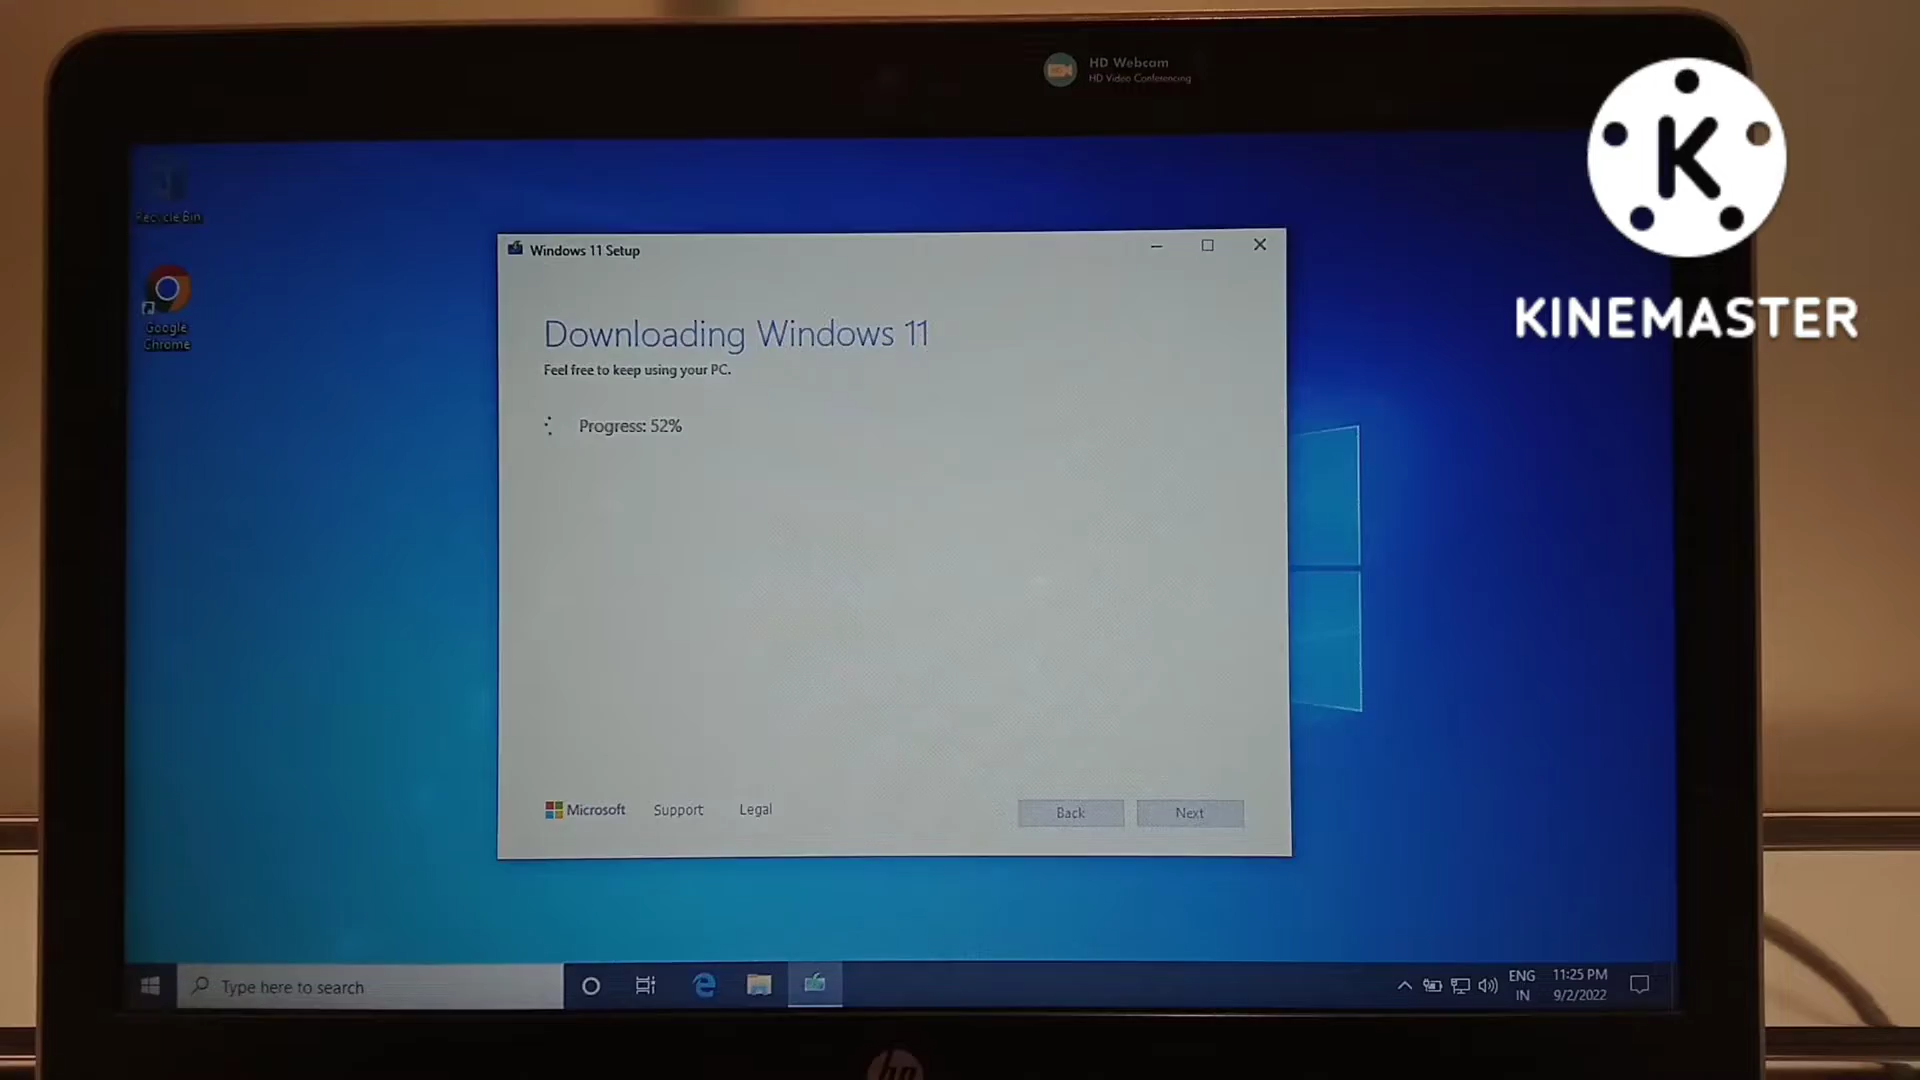 HD Webcam
HD Video Conferencing
K
KINEMASTER
Recycle Bin
Google
Chrome
Windows 11 Setup
Downloading Windows 11
Feel free to keep using your PC.
Progress: 52%
Microsoft Support Legal
Back Next
Type here to search
ENG
IN
11:25 PM
9/2/2022
hp